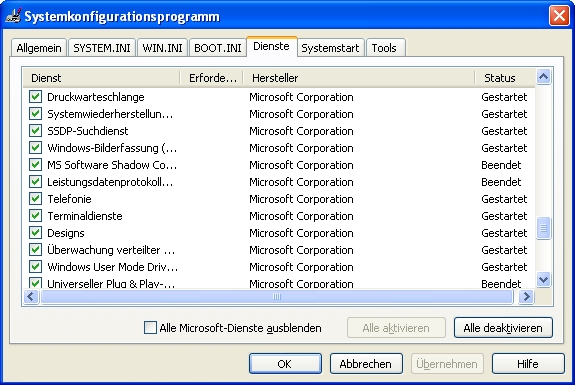 Systemkonfigurationsprogramm
Allgemein SYSTEM.INI WIN.INI BOOT.INI Dienste Systemstart Tools
Dienst Erforde... Hersteller Status
Druckwarteschlange Microsoft Corporation Gestartet
Systemwiederherstellun... Microsoft Corporation Gestartet
SSDP-Suchdienst Microsoft Corporation Gestartet
Windows-Bilderfassung (... Microsoft Corporation Gestartet
MS Software Shadow Co... Microsoft Corporation Beendet
Leistungsdatenprotokoll... Microsoft Corporation Beendet
Telefonie Microsoft Corporation Gestartet
Terminaldienste Microsoft Corporation Gestartet
Designs Microsoft Corporation Gestartet
Überwachung verteilter ... Microsoft Corporation Gestartet
Windows User Mode Driv... Microsoft Corporation Gestartet
Universeller Plug & Play-... Microsoft Corporation Beendet
Alle Microsoft-Dienste ausblenden Alle aktivieren Alle deaktivieren
OK Abbrechen Übernehmen Hilfe